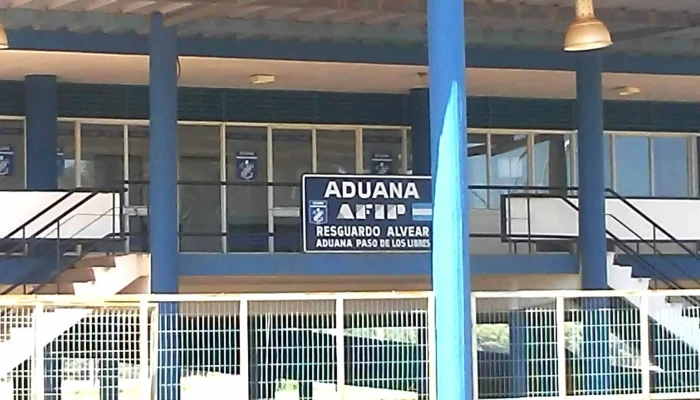 ADUANA
AFIP
RESGUARDO ALVEAR
ADUANA PASO DE LOS LIBRES